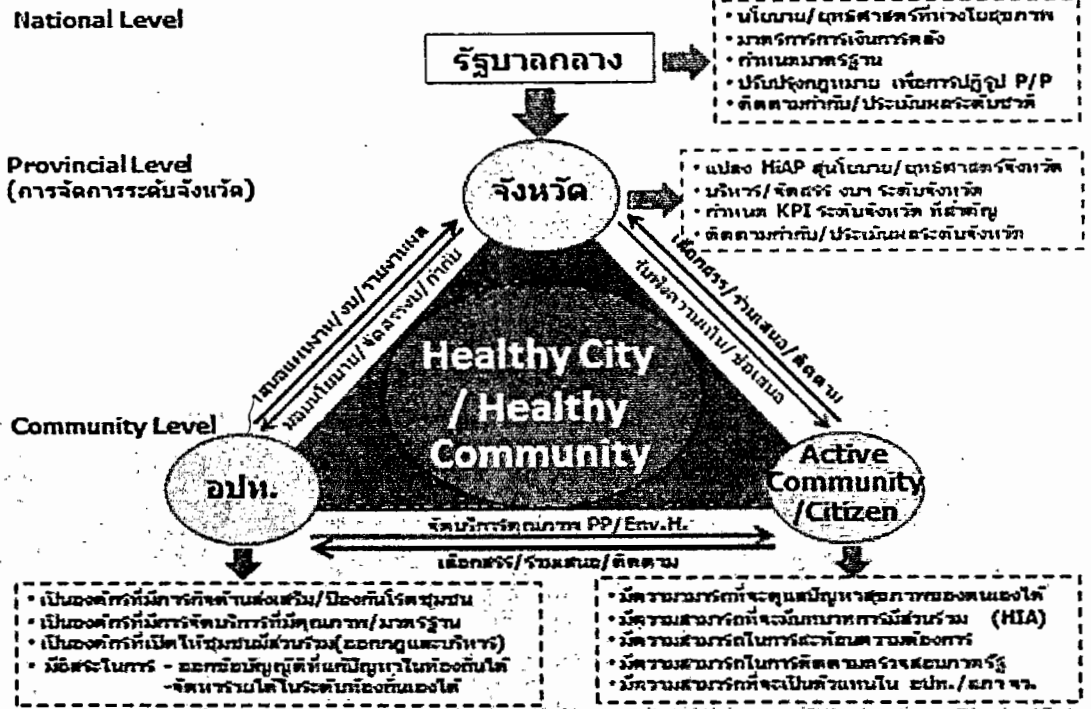 National Level
รัฐบาลกลาง
• นโยบาย/ยุทธศาสตร์ที่ห่วงใยสุขภาพ
• มาตรการการเงินการคลัง
• กำหนดมาตรฐาน
• ปรับปรุงกฎหมาย เพื่อการปฏิรูป P/P
• ติดตามกำกับ/ประเมินผลระดับชาติ
Provincial Level
(การจัดการระดับจังหวัด)
จังหวัด
• แปลง HiAP สู่นโยบาย/ยุทธศาสตร์จังหวัด
• บริหาร/จัดสรร งบฯ ระดับจังหวัด
• กำหนด KPI ระดับจังหวัด ที่สำคัญ
• ติดตามกำกับ/ประเมินผลระดับจังหวัด
เสนอแผนงาน/งบ/รายงานผล
มอบนโยบาย/จัดสรรงบ/กำกับ
เลือกสรร/ร่วมเสนอ/ติดตาม
รับฟังความเห็น/ข้อเสนอ
Healthy City
/ Healthy
Community
Community Level
อปท.
Active
Community
/Citizen
จัดบริการคุณภาพ PP/Env.H.
เลือกสรร/ร่วมเสนอ/ติดตาม
• เป็นองค์กรที่มีภารกิจด้านส่งเสริม/ป้องกันโรคชุมชน
• เป็นองค์กรที่มีการจัดบริการที่มีคุณภาพ/มาตรฐาน
• เป็นองค์กรที่เปิดให้ชุมชนมีส่วนร่วม(ออกกฎและบริหาร)
• มีอิสระในการ - ออกข้อบัญญัติที่แก้ปัญหาในท้องถิ่นได้
-จัดหารายได้ในระดับท้องถิ่นเองได้
• มีความสามารถที่จะดูแลปัญหาสุขภาพของตนเองได้
• มีความสามารถที่จะมีบทบาทการมีส่วนร่วม (HIA)
• มีความสามารถในการสะท้อนความต้องการ
• มีความสามารถในการติดตามตรวจสอบภาครัฐ
• มีความสามารถที่จะเป็นตัวแทนใน อปท./สภา จว.